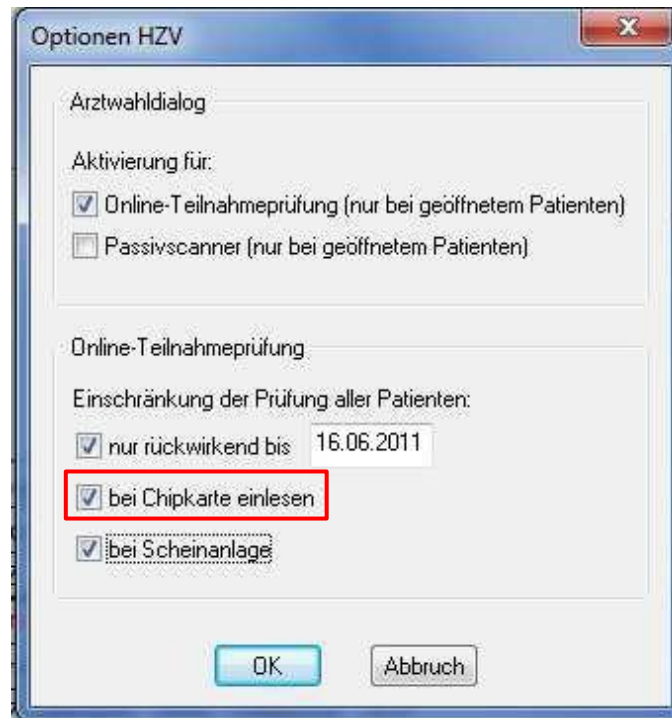 Optionen HZV
Arztwahldialog
Aktivierung für:
Online-Teilnahmeprüfung (nur bei geöffnetem Patienten)
Passivscanner (nur bei geöffnetem Patienten)
Online-Teilnahmeprüfung
Einschränkung der Prüfung aller Patienten:
nur rückwirkend bis 16.06.2011
bei Chipkarte einlesen
bei Scheinanlage
OK Abbruch